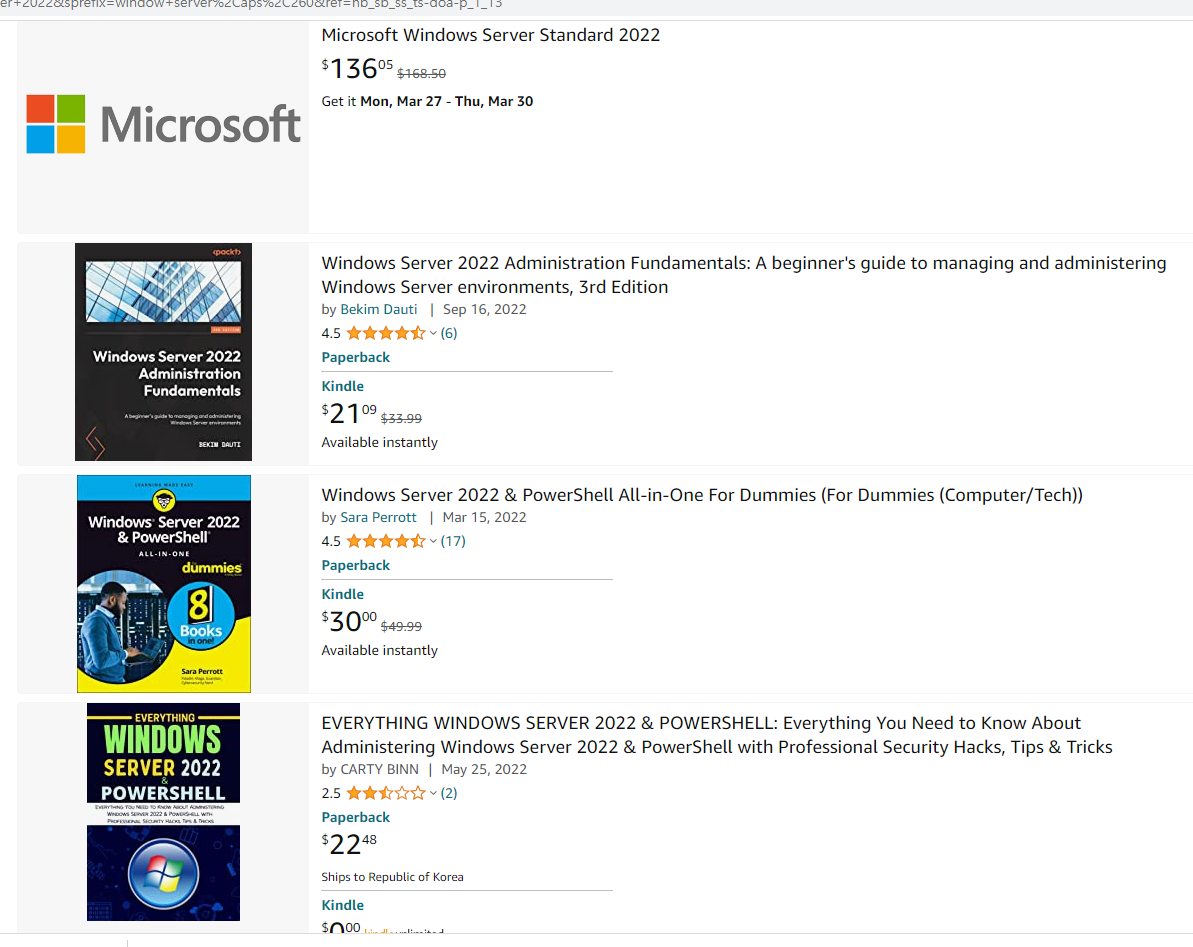 er+2022&sprefix=window+server%2Caps%2C260&ref=nb_sb_ss_ts-doa-p_1_13
Microsoft
Microsoft Windows Server Standard 2022
$136.05 $168.50
Get it Mon, Mar 27 - Thu, Mar 30
<packt>
Windows Server 2022
Administration
Fundamentals
A beginner's guide to managing and administering
Windows Server environments
BEKIM DAUTI
Windows Server 2022 Administration Fundamentals: A beginner's guide to managing and administering
Windows Server environments, 3rd Edition
by Bekim Dauti | Sep 16, 2022
4.5 (6)
Paperback
Kindle
$21.09 $33.99
Available instantly
LEARNING MADE EASY
Windows Server 2022
& PowerShell
ALL-IN-ONE
dummies
8
Books
in one!
Sara Perrott
Windows Server 2022 & PowerShell All-in-One For Dummies (For Dummies (Computer/Tech))
by Sara Perrott | Mar 15, 2022
4.5 (17)
Paperback
Kindle
$30.00 $49.99
Available instantly
EVERYTHING
WINDOWS
SERVER 2022
&
POWERSHELL
EVERYTHING YOU NEED TO KNOW ABOUT ADMINISTERING
WINDOWS SERVER 2022 & POWERSHELL WITH
PROFESSIONAL SECURITY HACKS, TIPS & TRICKS
EVERYTHING WINDOWS SERVER 2022 & POWERSHELL: Everything You Need to Know About
Administering Windows Server 2022 & PowerShell with Professional Security Hacks, Tips & Tricks
by CARTY BINN | May 25, 2022
2.5 (2)
Paperback
$22.48
Ships to Republic of Korea
Kindle
$0.00 kindle unlimited